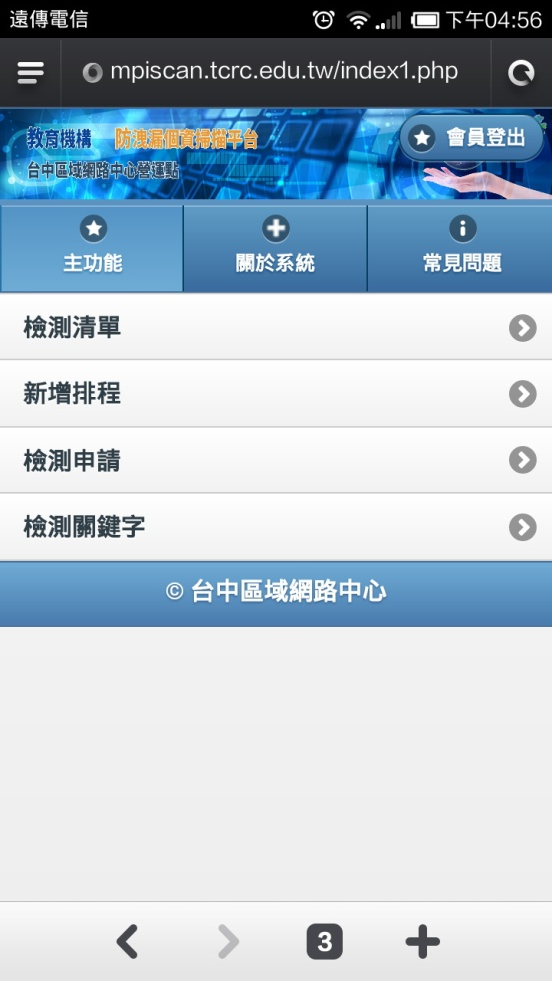 遠傳電信 下午04:56
mpiscan.tcrc.edu.tw/index1.php
教育機構 防洩漏個資掃描平台
會員登出
台中區域網路中心營運點
主功能 關於系統 常見問題
檢測清單
新增排程
檢測申請
檢測關鍵字
© 台中區域網路中心
3